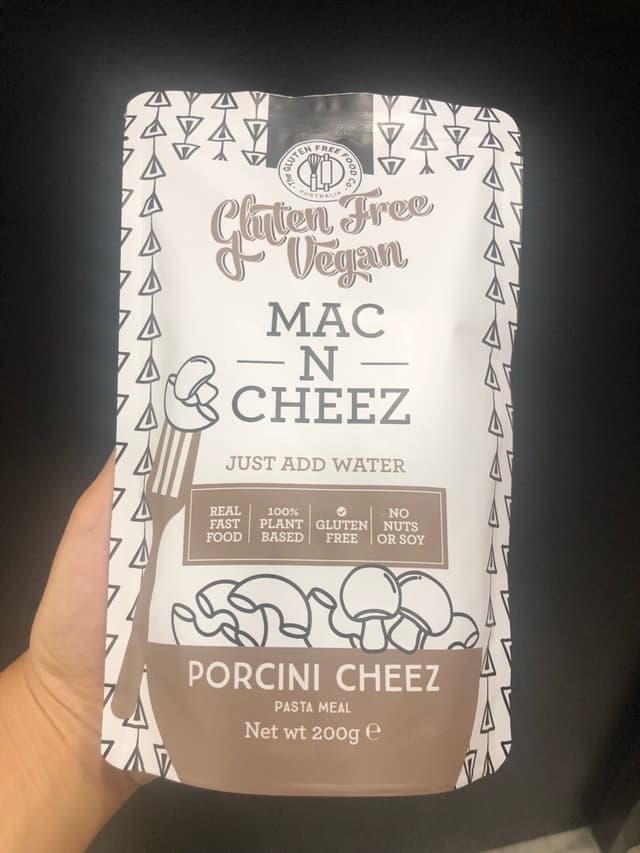 THE GLUTEN FREE FOOD CO.
AUSTRALIA
Gluten Free
Vegan
MAC
N
CHEEZ
JUST ADD WATER
REAL FAST FOOD
100% PLANT BASED
GLUTEN FREE
NO NUTS OR SOY
PORCINI CHEEZ
PASTA MEAL
Net wt 200g ℮